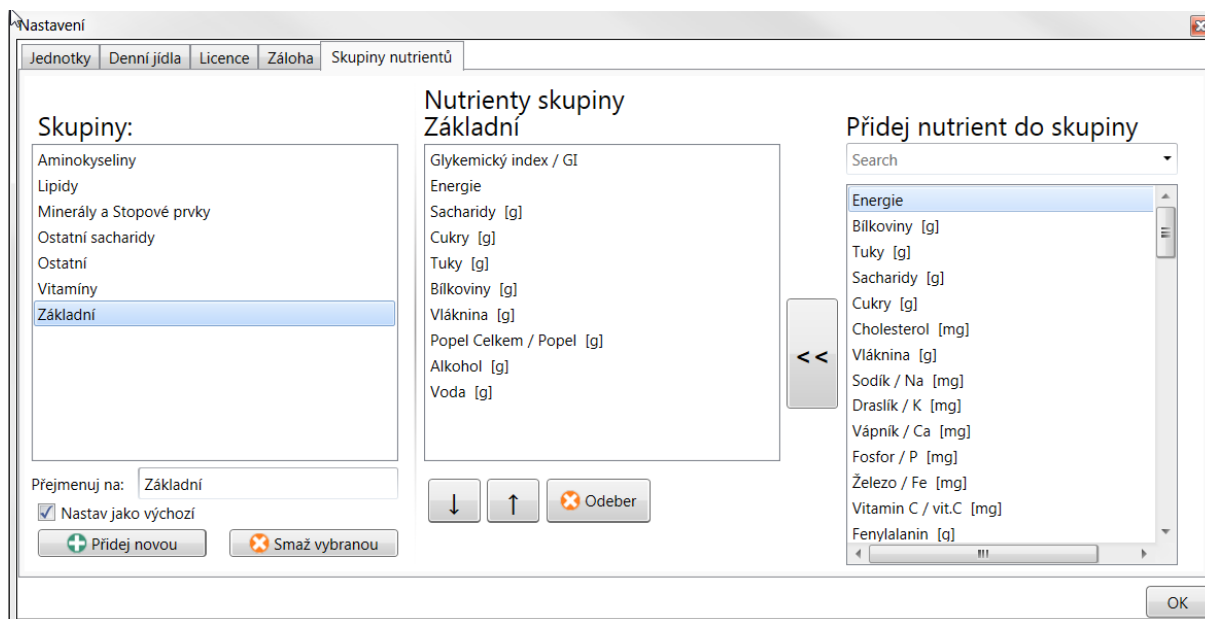 Nastavení
Jednotky
Denní jídla
Licence
Záloha
Skupiny nutrientů
Skupiny:
Aminokyseliny
Lipidy
Minerály a Stopové prvky
Ostatní sacharidy
Ostatní
Vitamíny
Základní
Přejmenuj na:
Základní
Nastav jako výchozí
Přidej novou
Smaž vybranou
Nutrienty skupiny
Základní
Glykemický index / GI
Energie
Sacharidy [g]
Cukry [g]
Tuky [g]
Bílkoviny [g]
Vláknina [g]
Popel Celkem / Popel [g]
Alkohol [g]
Voda [g]
↓
↑
Odeber
<<
Přidej nutrient do skupiny
Search
Energie
Bílkoviny [g]
Tuky [g]
Sacharidy [g]
Cukry [g]
Cholesterol [mg]
Vláknina [g]
Sodík / Na [mg]
Draslík / K [mg]
Vápník / Ca [mg]
Fosfor / P [mg]
Železo / Fe [mg]
Vitamin C / vit.C [mg]
Fenylalanin [g]
OK